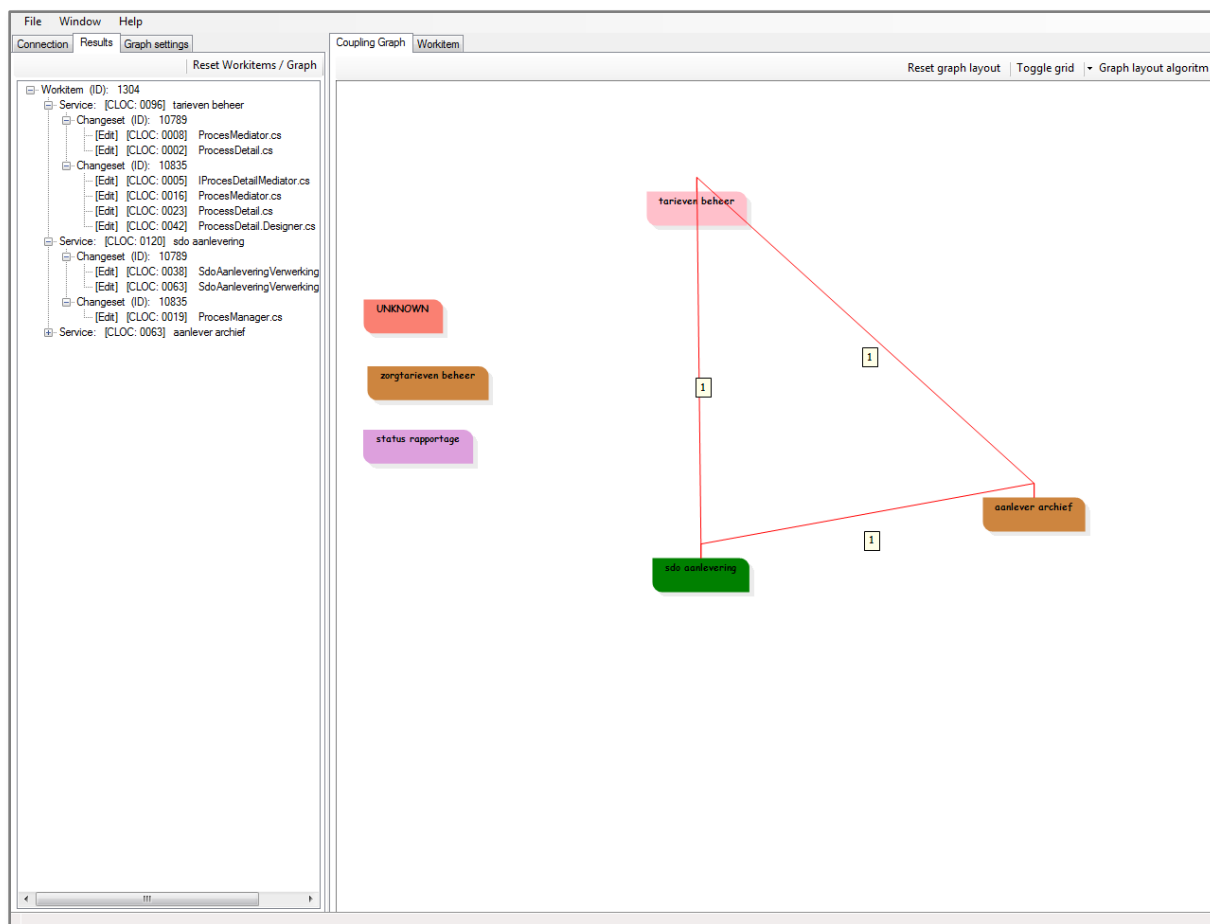 File Window Help
Connection Results Graph settings
Reset Workitems / Graph
Workitem (ID): 1304
Service: [CLOC: 0096] tarieven beheer
Changeset (ID): 10789
[Edit] [CLOC: 0008] ProcesMediator.cs
[Edit] [CLOC: 0002] ProcessDetail.cs
Changeset (ID): 10835
[Edit] [CLOC: 0005] IProcesDetailMediator.cs
[Edit] [CLOC: 0016] ProcesMediator.cs
[Edit] [CLOC: 0023] ProcessDetail.cs
[Edit] [CLOC: 0042] ProcessDetail.Designer.cs
Service: [CLOC: 0120] sdo aanlevering
Changeset (ID): 10789
[Edit] [CLOC: 0038] SdoAanleveringVerwerking
[Edit] [CLOC: 0063] SdoAanleveringVerwerking
Changeset (ID): 10835
[Edit] [CLOC: 0019] ProcesManager.cs
Service: [CLOC: 0063] aanlever archief
Coupling Graph Workitem
Reset graph layout Toggle grid Graph layout algoritm
tarieven beheer
UNKNOWN
1
zorgtarieven beheer
1
status rapportage
aanlever archief
1
sdo aanlevering